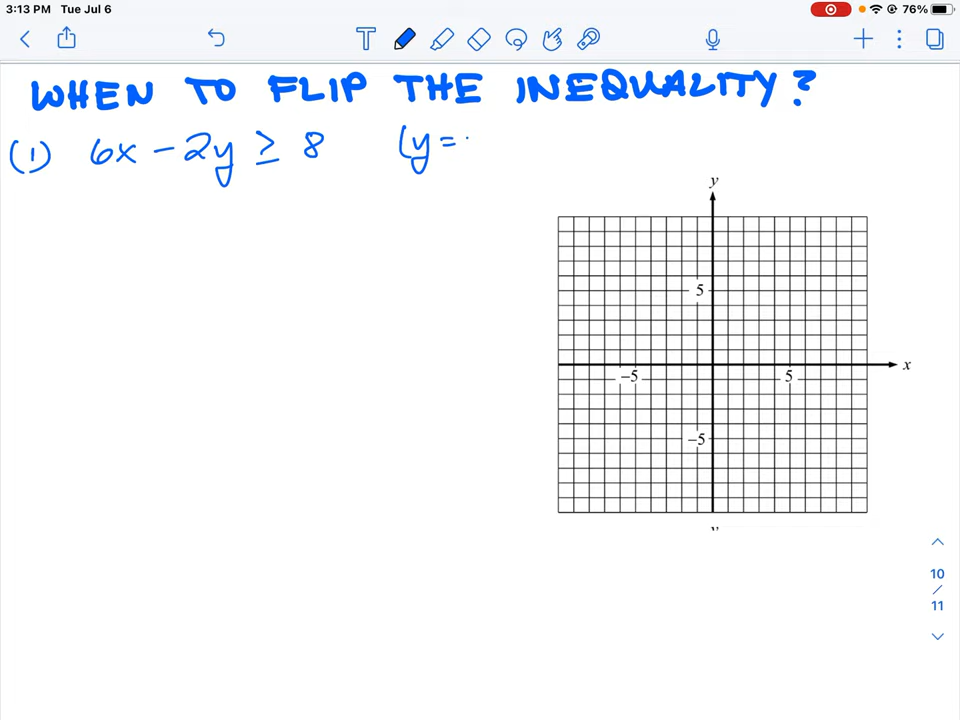 3:13 PM Tue Jul 6 76%
T
WHEN TO FLIP THE INEQUALITY?
(1) 6x - 2y ≥ 8 (y =
y
5
-5 5 x
-5
10
/
11